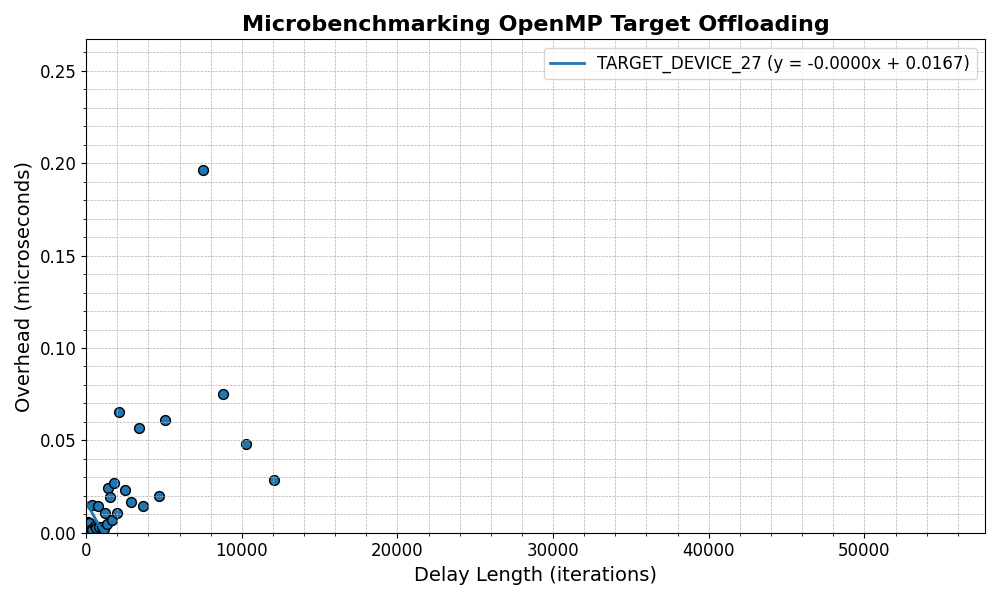 Microbenchmarking OpenMP Target Offloading
TARGET_DEVICE_27 (y = -0.0000x + 0.0167)
Overhead (microseconds)
0.25
0.20
0.15
0.10
0.05
0.00
0 10000 20000 30000 40000 50000
Delay Length (iterations)